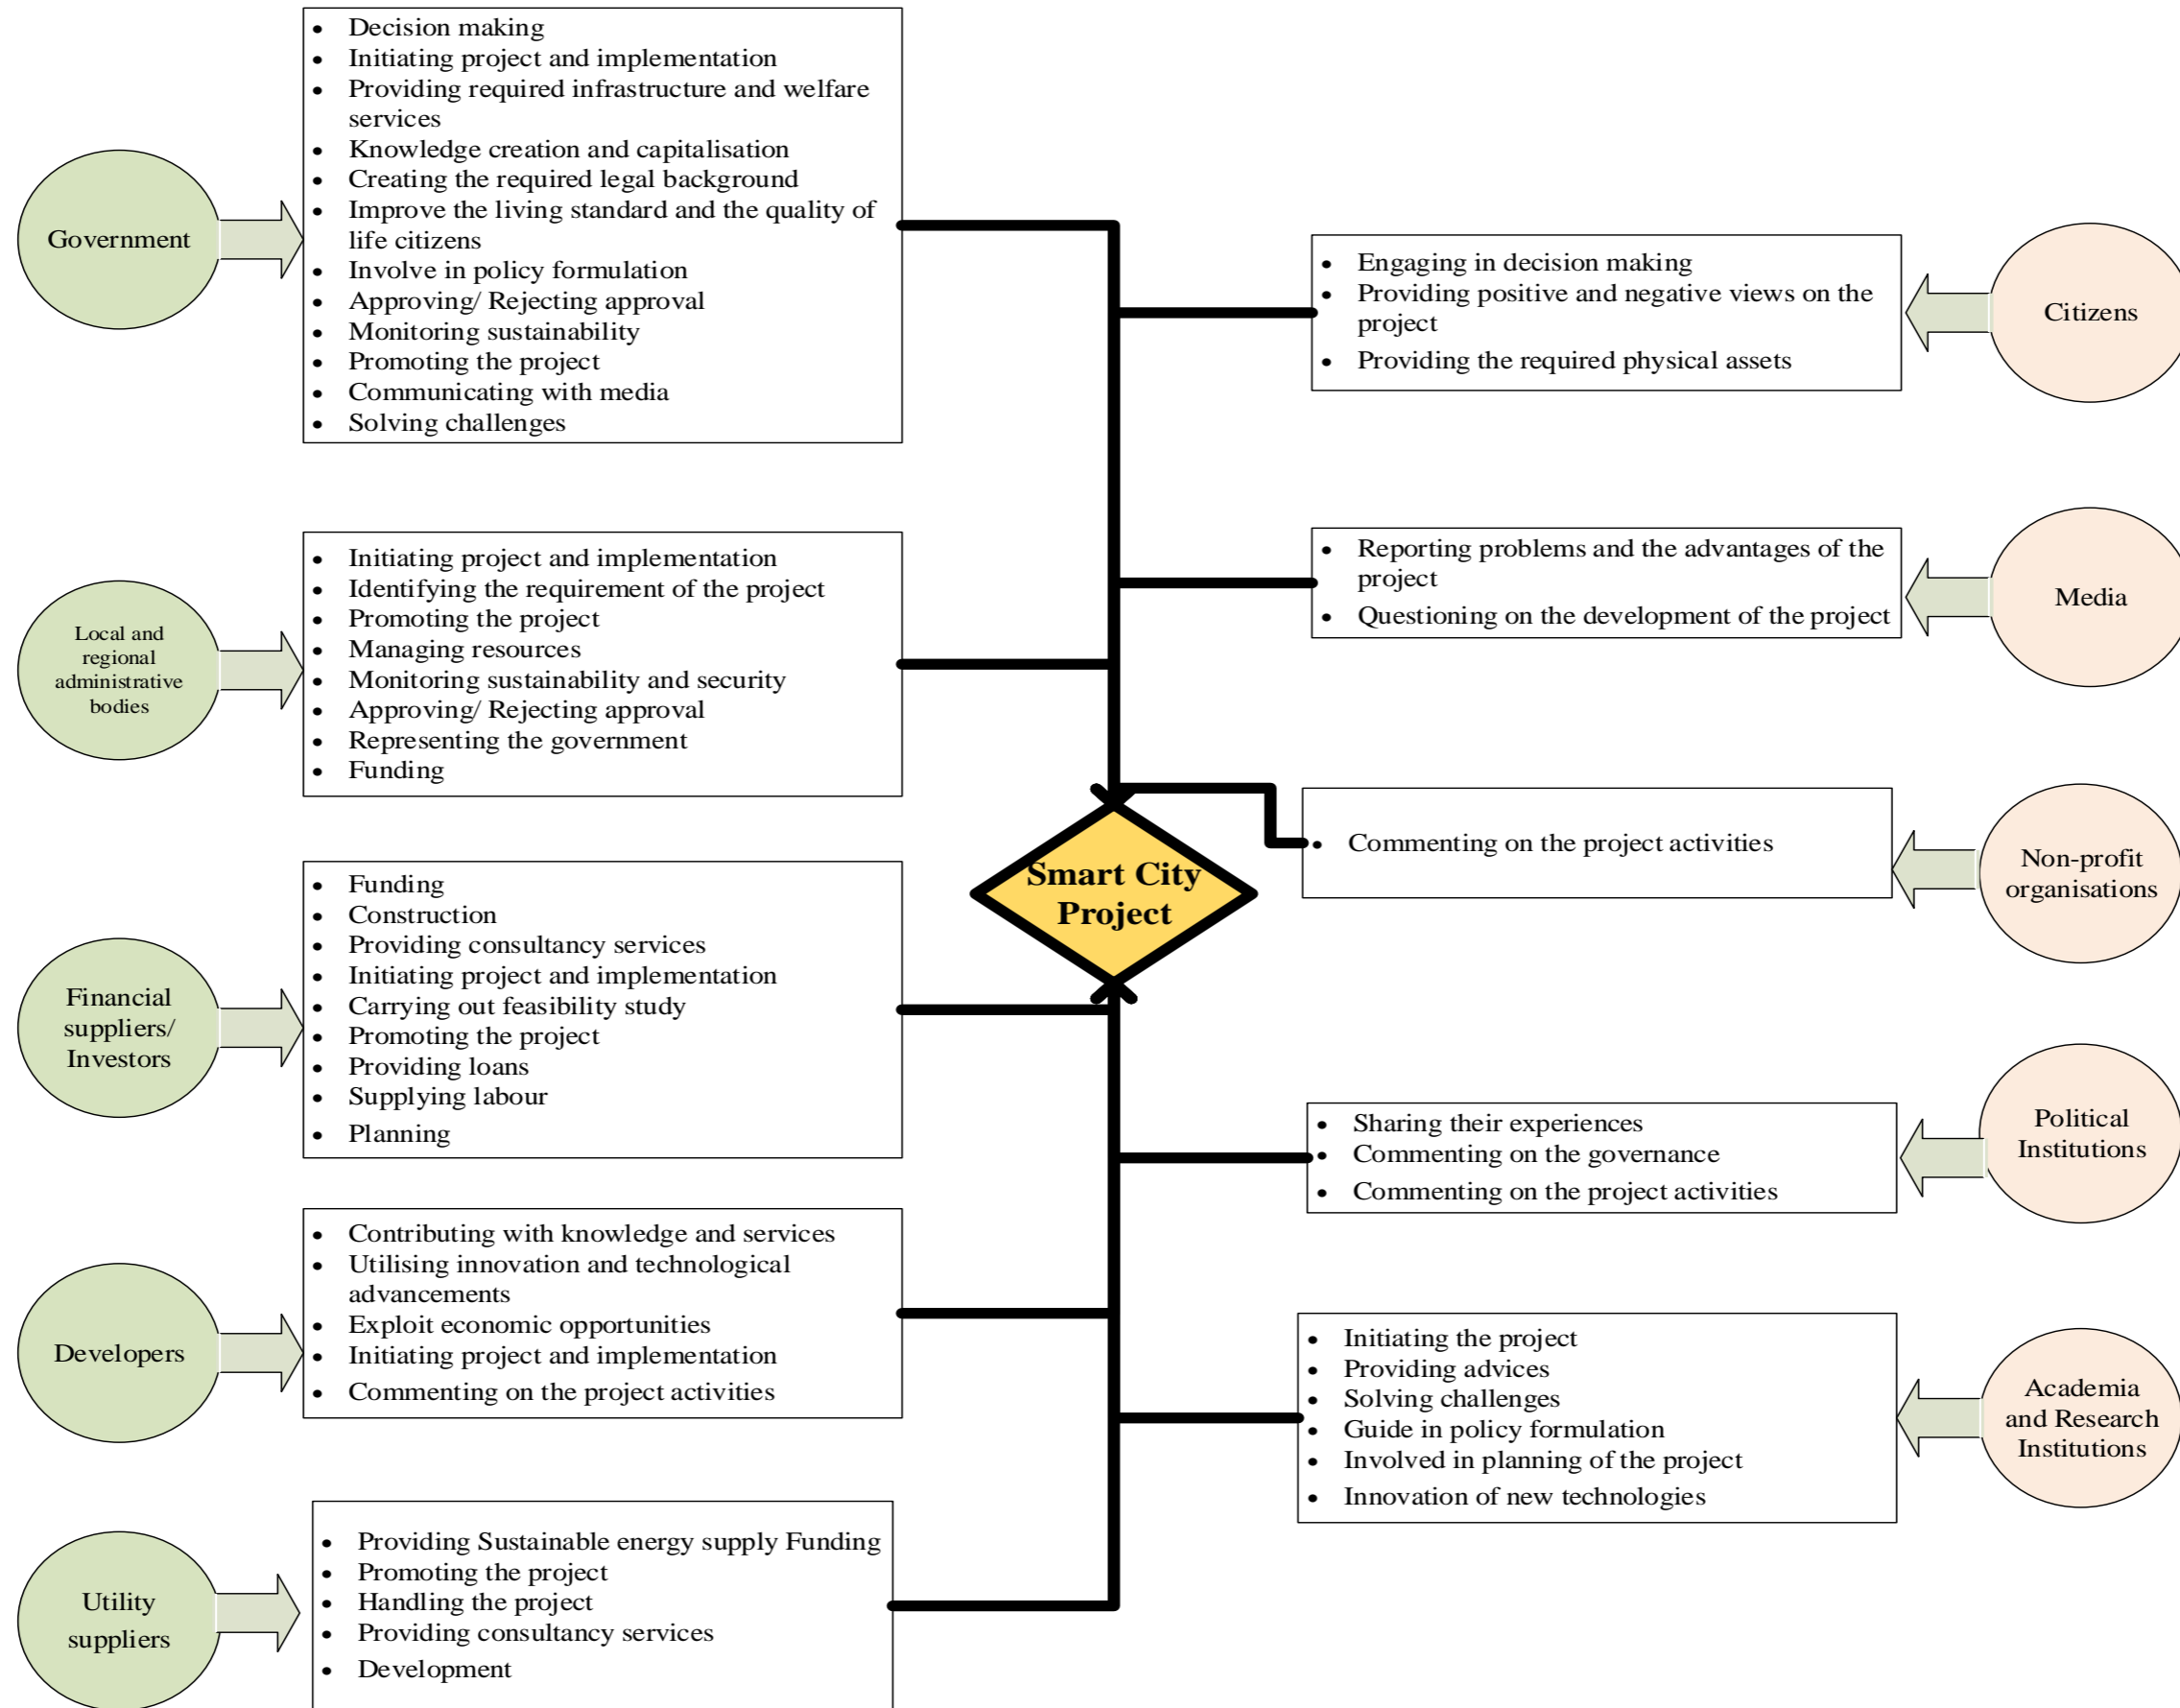 Government
• Decision making
• Initiating project and implementation
• Providing required infrastructure and welfare
services
• Knowledge creation and capitalisation
• Creating the required legal background
• Improve the living standard and the quality of
life citizens
• Involve in policy formulation
• Approving/ Rejecting approval
• Monitoring sustainability
• Promoting the project
• Communicating with media
• Solving challenges
Local and
regional
administrative
bodies
• Initiating project and implementation
• Identifying the requirement of the project
• Promoting the project
• Managing resources
• Monitoring sustainability and security
• Approving/ Rejecting approval
• Representing the government
• Funding
Financial
suppliers/
Investors
• Funding
• Construction
• Providing consultancy services
• Initiating project and implementation
• Carrying out feasibility study
• Promoting the project
• Providing loans
• Supplying labour
• Planning
Developers
• Contributing with knowledge and services
• Utilising innovation and technological
advancements
• Exploit economic opportunities
• Initiating project and implementation
• Commenting on the project activities
Utility
suppliers
• Providing Sustainable energy supply Funding
• Promoting the project
• Handling the project
• Providing consultancy services
• Development
Smart City
Project
• Engaging in decision making
• Providing positive and negative views on the
project
• Providing the required physical assets
Citizens
• Reporting problems and the advantages of the
project
• Questioning on the development of the project
Media
• Commenting on the project activities
Non-profit
organisations
• Sharing their experiences
• Commenting on the governance
• Commenting on the project activities
Political
Institutions
• Initiating the project
• Providing advices
• Solving challenges
• Guide in policy formulation
• Involved in planning of the project
• Innovation of new technologies
Academia
and Research
Institutions